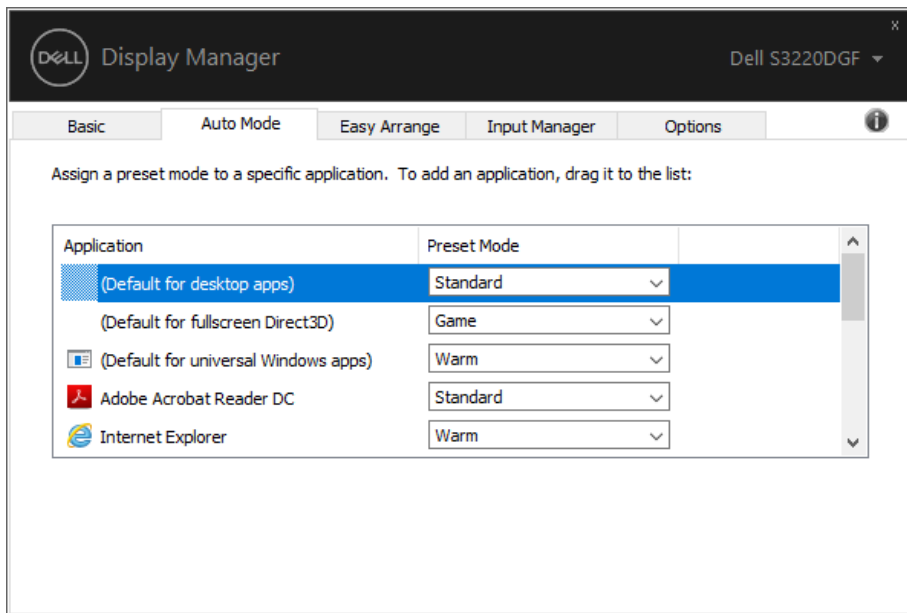 x
DELL Display Manager Dell S3220DGF
Basic Auto Mode Easy Arrange Input Manager Options
Assign a preset mode to a specific application. To add an application, drag it to the list:
Application Preset Mode
(Default for desktop apps) Standard
(Default for fullscreen Direct3D) Game
(Default for universal Windows apps) Warm
Adobe Acrobat Reader DC Standard
Internet Explorer Warm